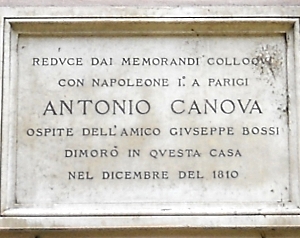 REDVCE DAI MEMORANDI COLLOQVI
CON NAPOLEONE I. A PARIGI
ANTONIO CANOVA
OSPITE DELL'AMICO GIVSEPPE BOSSI
DIMORÒ IN QVESTA CASA
NEL DICEMBRE DEL 1810